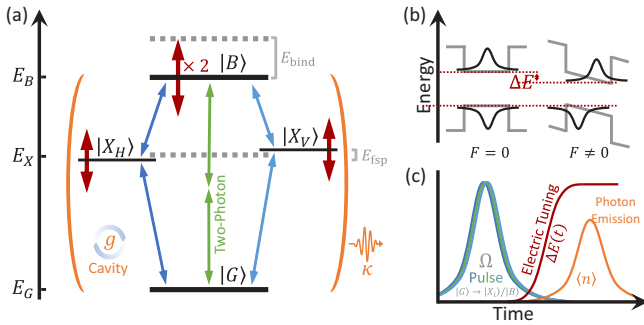 (a)
|B⟩
E_bind
× 2
E_B
|X_H⟩
|X_V⟩
E_X
E_fsp
Two-Photon
g
Cavity
κ
|G⟩
E_G
(b)
Energy
ΔE
F = 0
F ≠ 0
(c)
Electric Tuning
ΔE(t)
Photon
Emission
Ω
Pulse
|G⟩ → |X_i⟩/|B⟩
⟨n⟩
Time